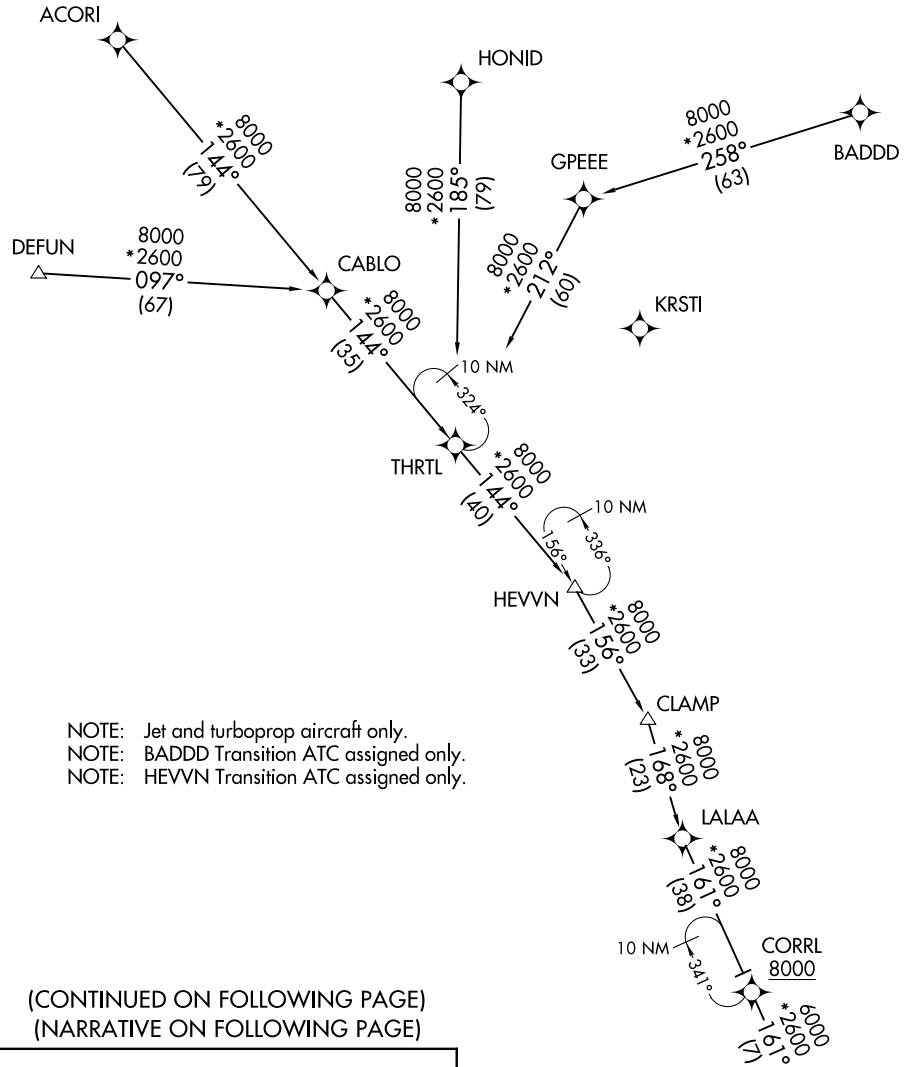 ACORI
HONID
BADDD
GPEEE
8000
*2600
258°
(63)
8000
*2600
144°
(79)
8000
*2600
185°
(79)
8000
*2600
212°
(60)
DEFUN
8000
*2600
097°
(67)
CABLO
KRSTI
8000
*2600
144°
(35)
10 NM
324°
THRTL
8000
*2600
144°
(40)
10 NM
156°
336°
HEVVN
8000
*2600
156°
(33)
CLAMP
NOTE: Jet and turboprop aircraft only.
NOTE: BADDD Transition ATC assigned only.
NOTE: HEVVN Transition ATC assigned only.
8000
*2600
168°
(23)
LALAA
8000
*2600
161°
(38)
10 NM
341°
CORRL
8000
6000
*2600
161°
(7)
(CONTINUED ON FOLLOWING PAGE)
(NARRATIVE ON FOLLOWING PAGE)